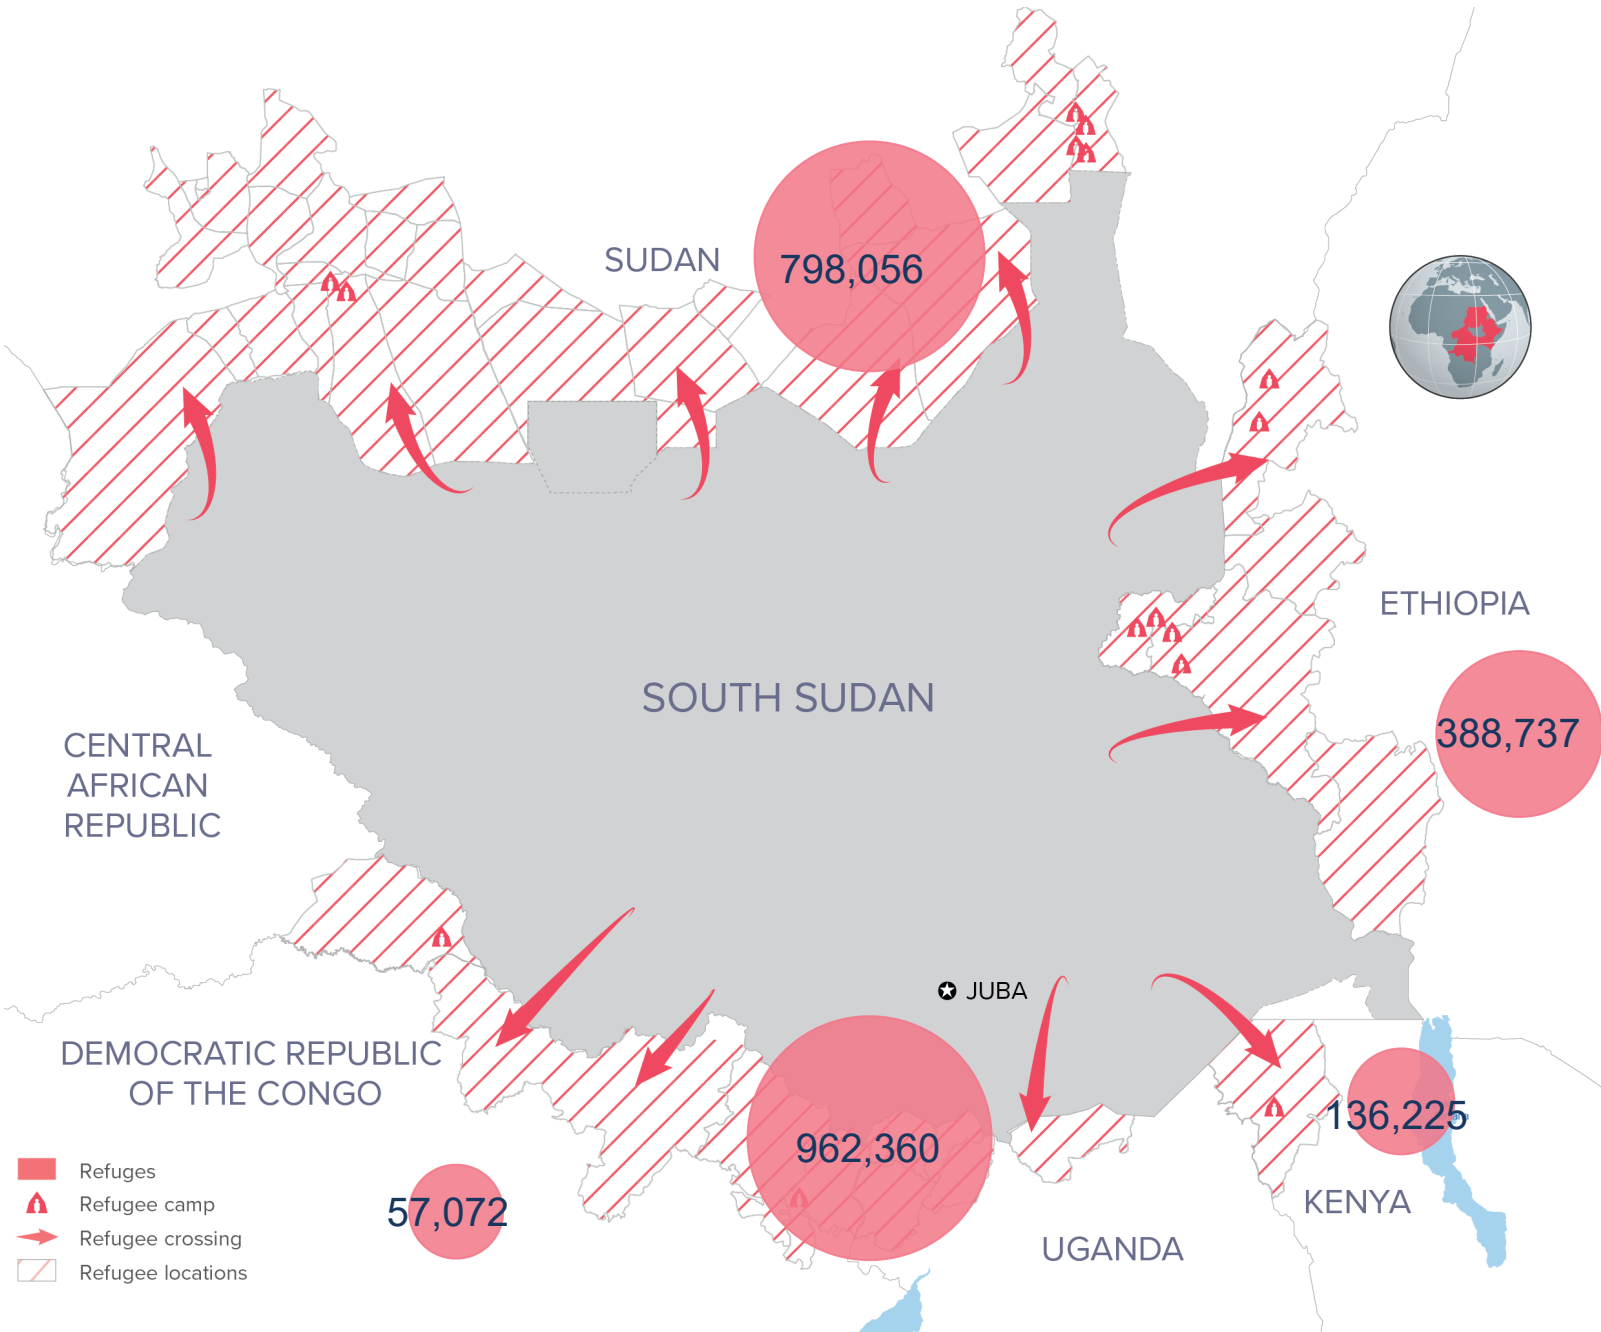 SUDAN
798,056
ETHIOPIA
388,737
SOUTH SUDAN
CENTRAL
AFRICAN
REPUBLIC
JUBA
DEMOCRATIC REPUBLIC
OF THE CONGO
962,360
136,225
57,072
KENYA
UGANDA
Refuges
Refugee camp
Refugee crossing
Refugee locations